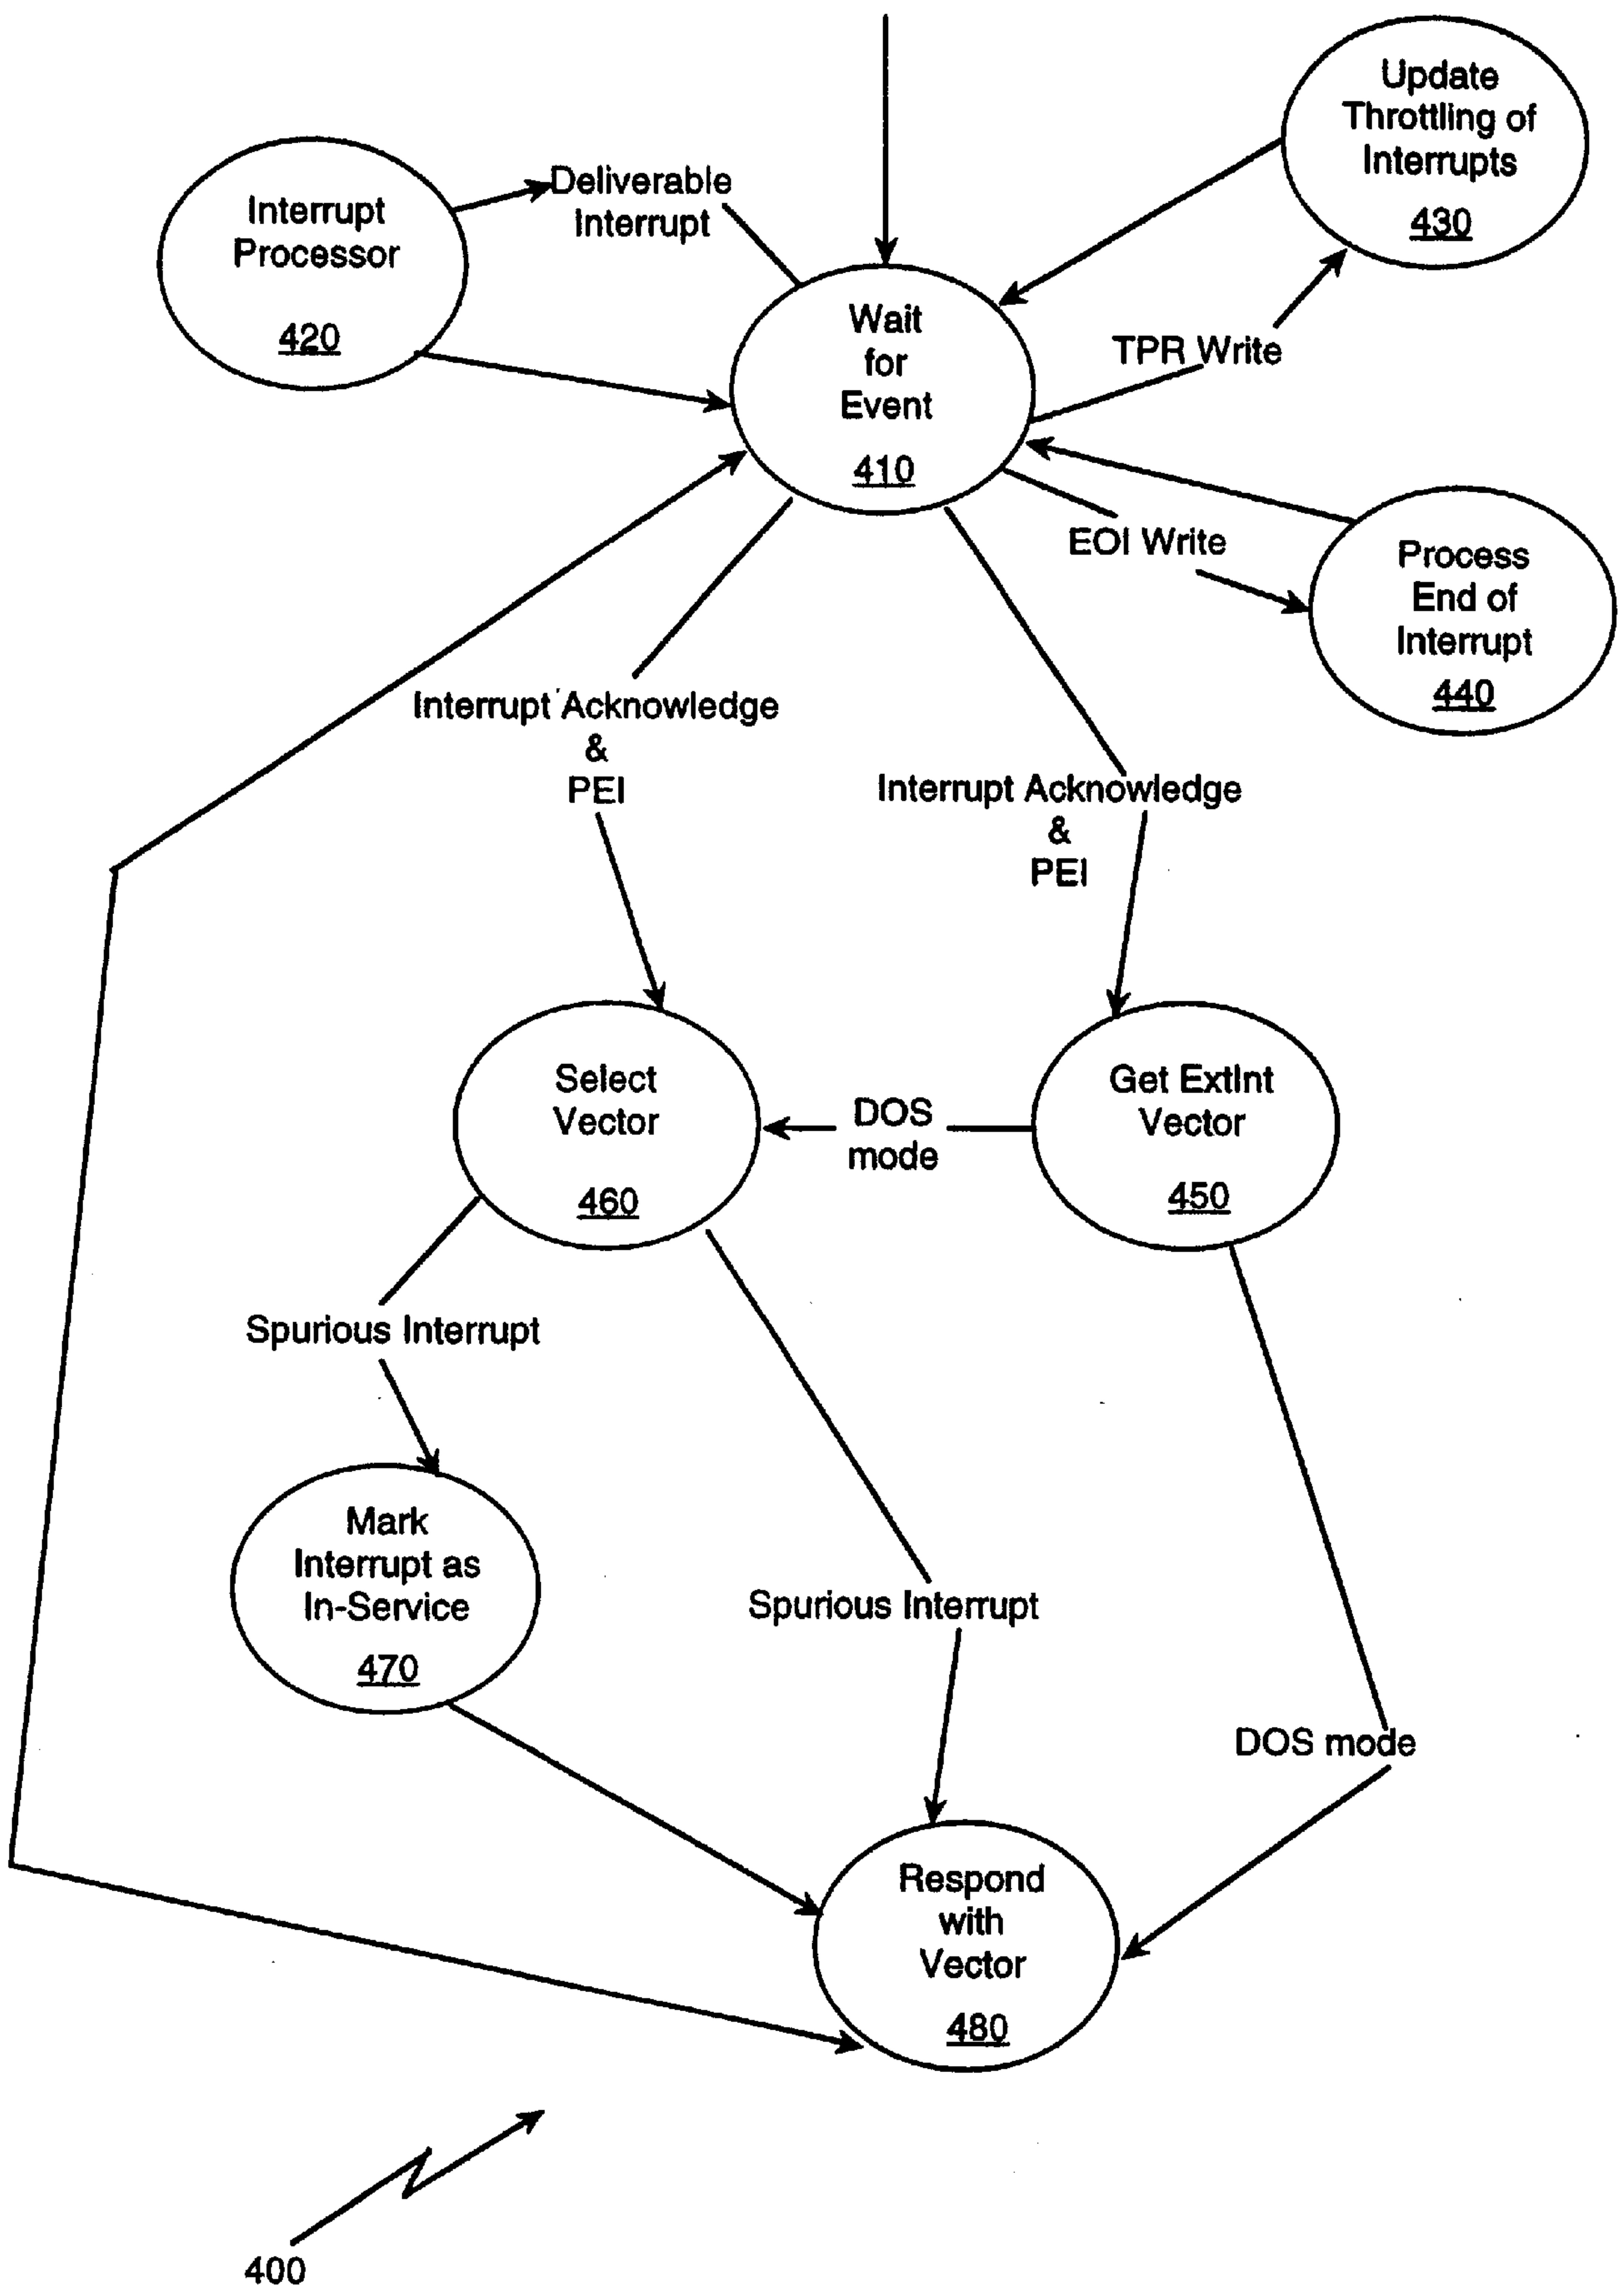 Update
Throttling of
Interrupts
430
Deliverable
Interrupt
Interrupt
Processor
420
Wait
for
Event
410
TPR Write
EOI Write
Process
End of
Interrupt
440
Interrupt Acknowledge
&
PEI
Interrupt Acknowledge
&
PEI
Select
Vector
460
DOS
mode
Get ExtInt
Vector
450
Spurious Interrupt
Mark
Interrupt as
In-Service
470
Spurious Interrupt
DOS mode
Respond
with
Vector
480
400